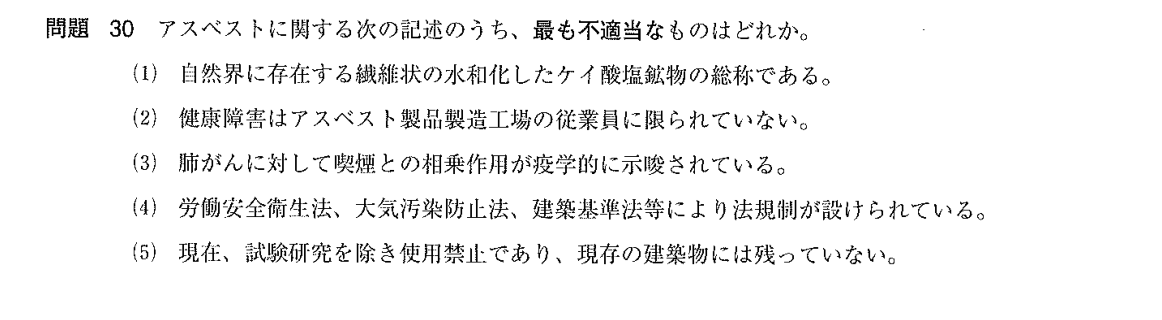 問題 30 アスベストに関する次の記述のうち、最も不適当なものはどれか。
(1) 自然界に存在する繊維状の水和化したケイ酸塩鉱物の総称である。
(2) 健康障害はアスベスト製品製造工場の従業員に限られていない。
(3) 肺がんに対して喫煙との相乗作用が疫学的に示唆されている。
(4) 労働安全衛生法、大気汚染防止法、建築基準法等により法規制が設けられている。
(5) 現在、試験研究を除き使用禁止であり、現存の建築物には残っていない。